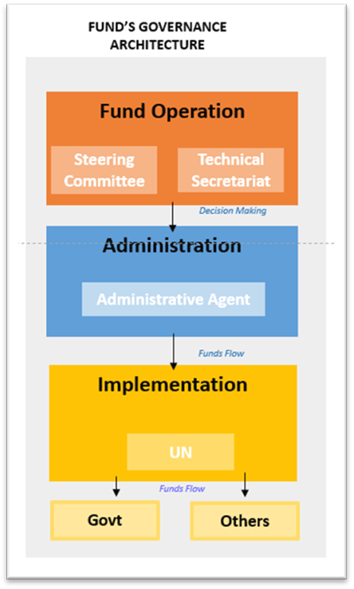 FUND'S GOVERNANCE
ARCHITECTURE
Fund Operation
Steering
Committee
Technical
Secretariat
Decision Making
Administration
Administrative Agent
Funds Flow
Implementation
UN
Funds Flow
Govt
Others